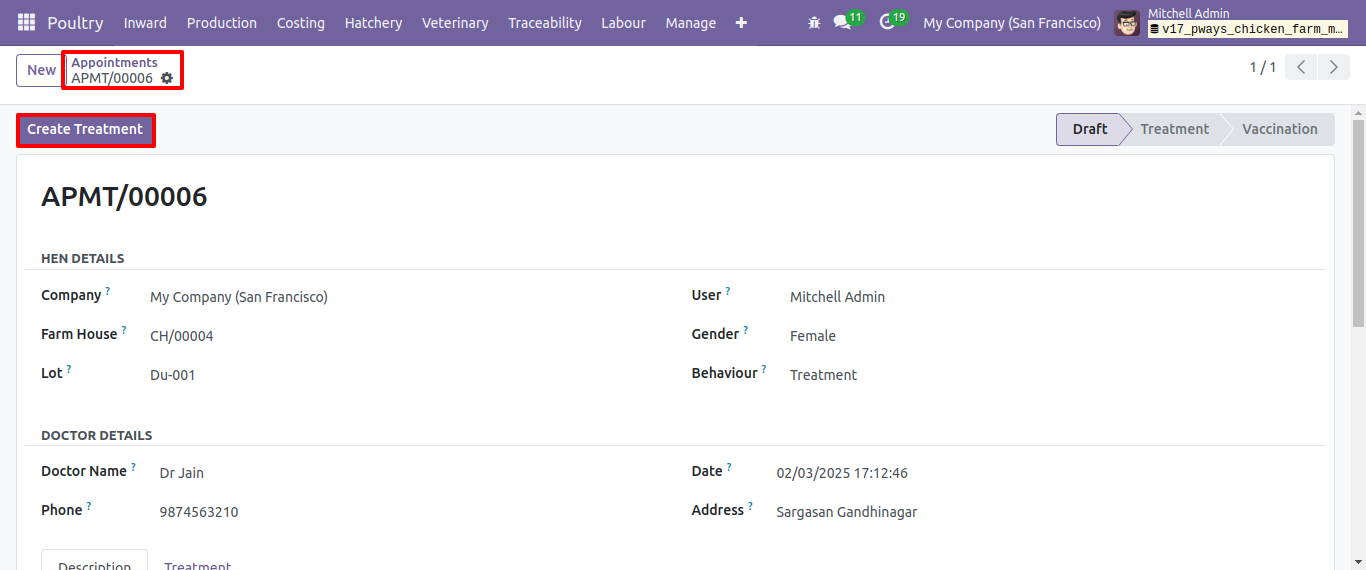 Poultry Inward Production Costing Hatchery Veterinary Traceability Labour Manage + 11 19 My Company (San Francisco) Mitchell Admin
v17_pways_chicken_farm_m...
New Appointments
APMT/00006
1 / 1
Create Treatment Draft Treatment Vaccination
APMT/00006
HEN DETAILS
Company ? My Company (San Francisco) User ? Mitchell Admin
Farm House ? CH/00004 Gender ? Female
Lot ? Du-001 Behaviour ? Treatment
DOCTOR DETAILS
Doctor Name ? Dr Jain Date ? 02/03/2025 17:12:46
Phone ? 9874563210 Address ? Sargasan Gandhinagar
Description Treatment